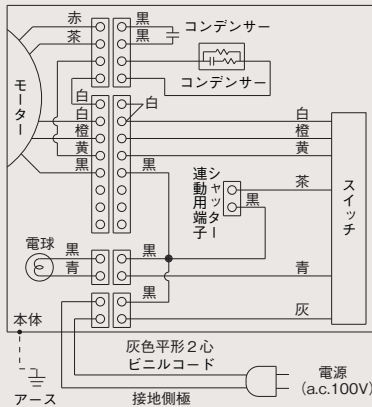 赤
黒
コンデンサー
茶
黒
コンデンサー
モーター
白
白
白
白
橙
橙
黄
黄
黒
黒
シャッター
連動用端子
茶
黒
スイッチ
電球
黒
黒
青
青
黒
灰
本体
灰色平形2心
ビニルコード
アース
接地側極
電源
(a.c.100V)